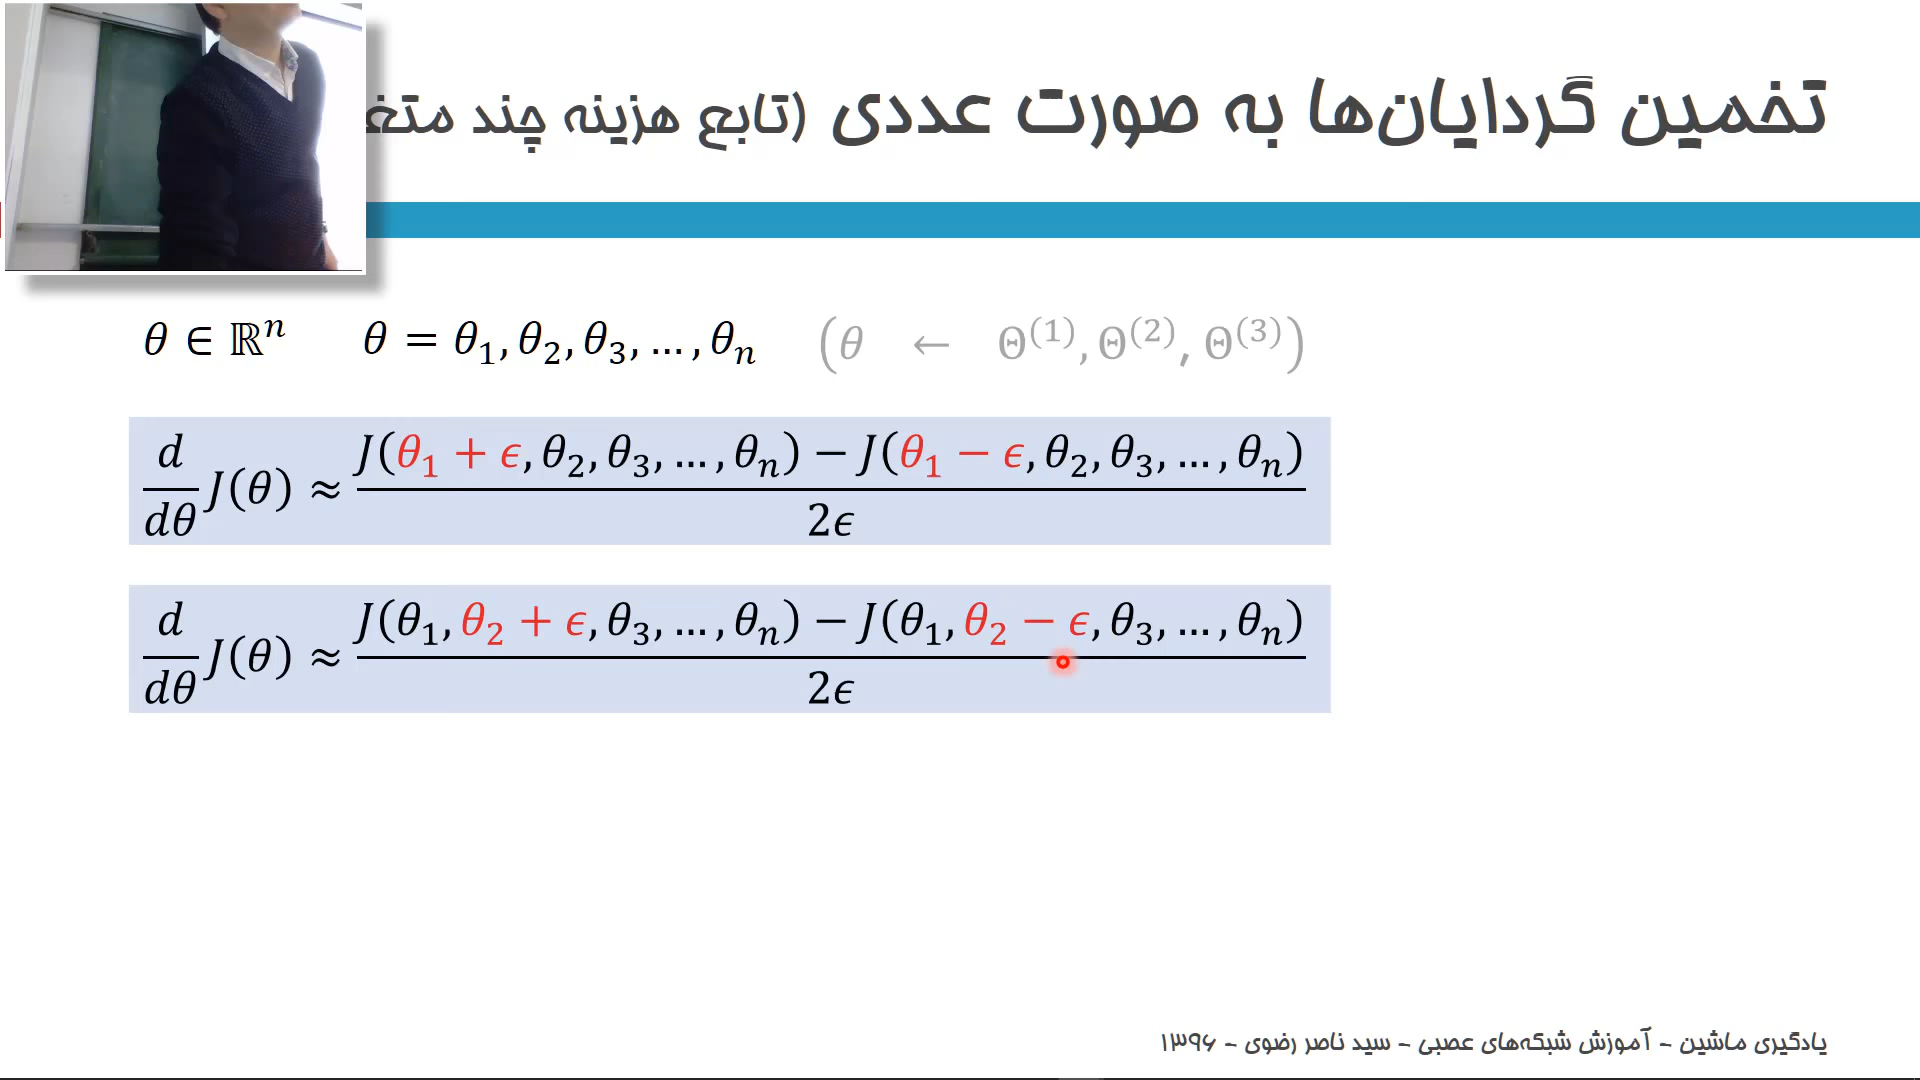 تخمین گردایان‌ها به صورت عددی (تابع هزینه چند
θ ∈ ℝⁿ θ = θ₁, θ₂, θ₃, …, θₙ (θ ← Θ⁽¹⁾, Θ⁽²⁾, Θ⁽³⁾)
d/dθ J(θ) ≈ (J(θ₁ + ϵ, θ₂, θ₃, …, θₙ) − J(θ₁ − ϵ, θ₂, θ₃, …, θₙ)) / 2ϵ
d/dθ J(θ) ≈ (J(θ₁, θ₂ + ϵ, θ₃, …, θₙ) − J(θ₁, θ₂ − ϵ, θ₃, …, θₙ)) / 2ϵ
یادگیری ماشین - آموزش شبکه‌های عصبی - سید ناصر رضوی - ۱۳۹۶